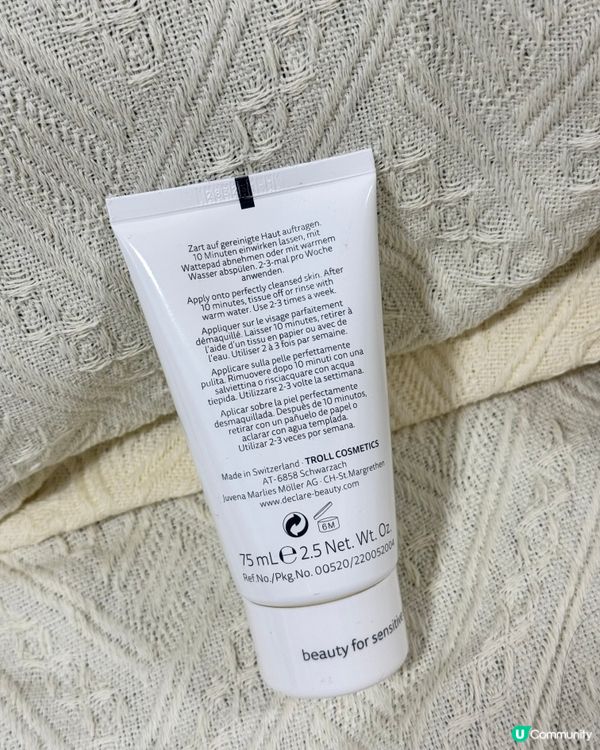 Zart auf gereinigte Haut auftragen.
10 Minuten einwirken lassen, mit
Wattepad abnehmen oder mit warmem
Wasser abspülen. 2-3-mal pro Woche
anwenden.
Apply onto perfectly cleansed skin. After
10 minutes, tissue off or rinse with
warm water. Use 2-3 times a week.
Appliquer sur le visage parfaitement
démaquillé. Laisser 10 minutes, retirer à
l'aide d'un tissu en papier ou avec de
l'eau. Utiliser 2 à 3 fois par semaine.
Applicare sulla pelle perfettamente
pulita. Rimuovere dopo 10 minuti con una
salviettina o risciacquare con acqua
tiepida. Utilizzare 2-3 volte la settimana.
Aplicar sobre la piel perfectamente
desmaquillada. Después de 10 minutos,
retirar con un pañuelo de papel o
aclarar con agua templada.
Utilizar 2-3 veces por semana.
Made in Switzerland · TROLL COSMETICS
AT-6858 Schwarzach
Juvena Marlies Möller AG · CH-St.Margrethen
www.declare-beauty.com
6M
75 mL ℮ 2.5 Net. Wt. Oz
Ref.No./Pkg.No. 00520/220052004
beauty for sensitive
U Community